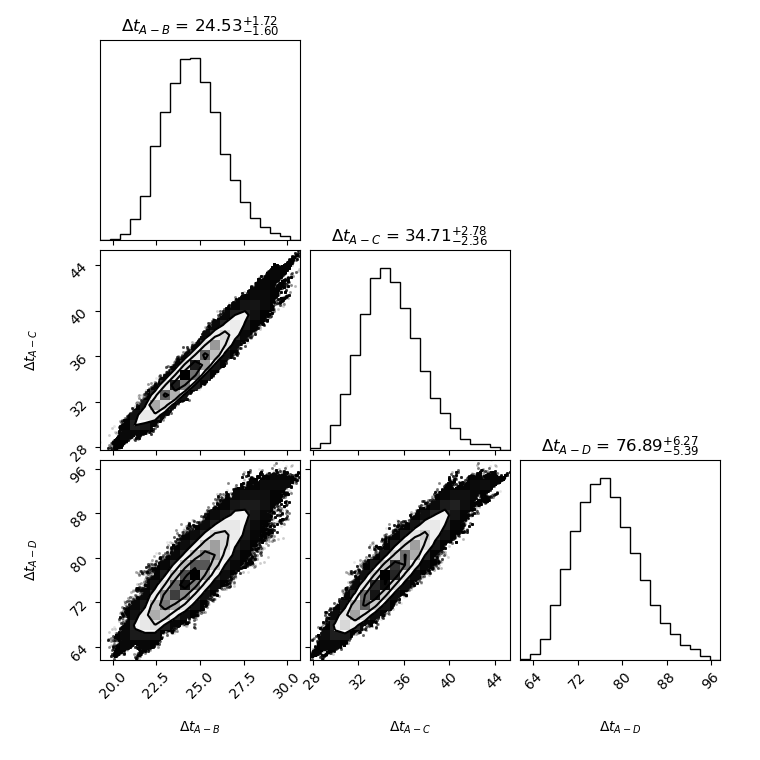 Δt_{A−B} = 24.53^{+1.72}_{−1.60}
Δt_{A−C} = 34.71^{+2.78}_{−2.36}
44
40
36
32
28
Δt_{A−C}
Δt_{A−D} = 76.89^{+6.27}_{−5.39}
96
88
80
72
64
Δt_{A−D}
20.0 22.5 25.0 27.5 30.0 28 32 36 40 44 64 72 80 88 96
Δt_{A−B} Δt_{A−C} Δt_{A−D}